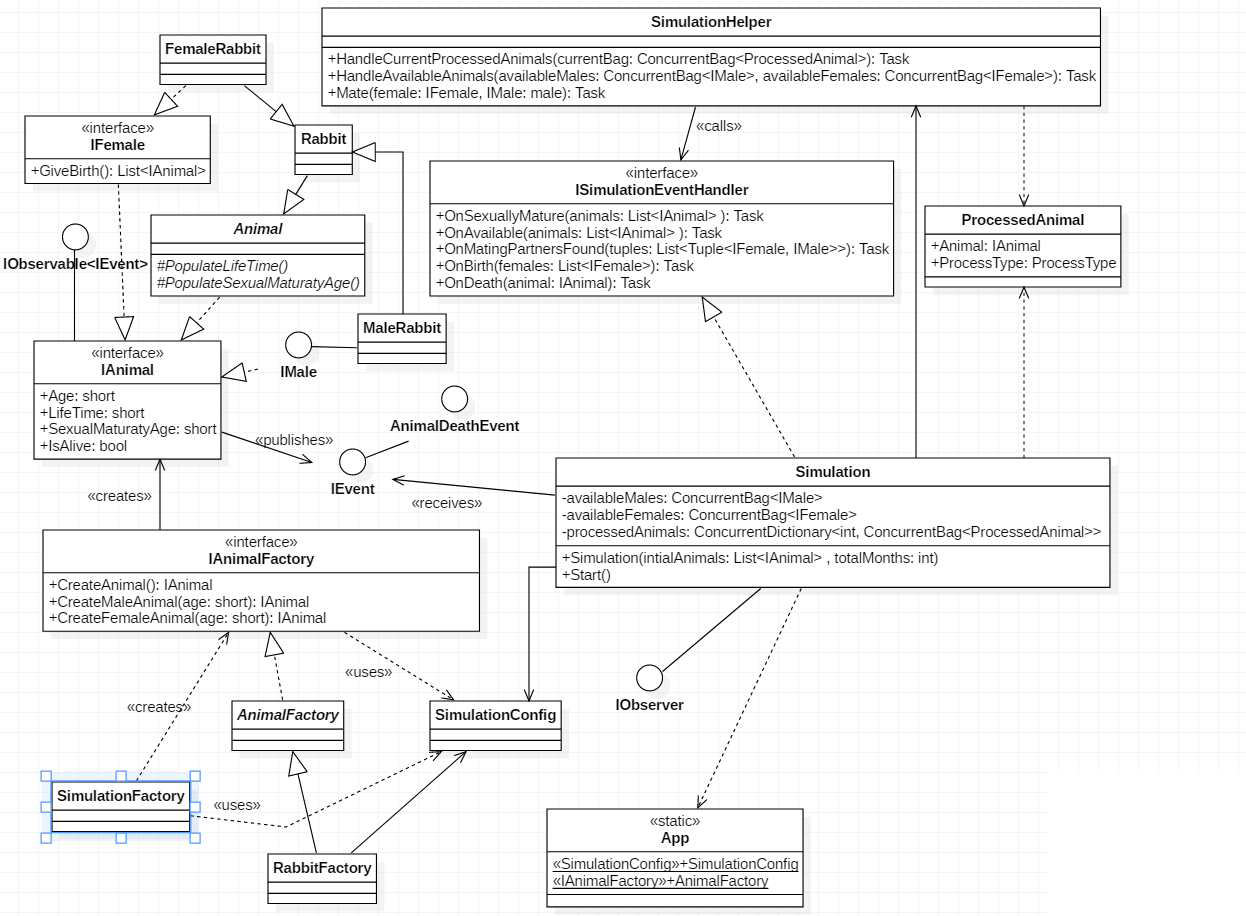 SimulationHelper
+HandleCurrentProcessedAnimals(currentBag: ConcurrentBag<ProcessedAnimal>): Task
+HandleAvailableAnimals(availableMales: ConcurrentBag<IMale>, availableFemales: ConcurrentBag<IFemale>): Task
+Mate(female: IFemale, IMale: male): Task
FemaleRabbit
«interface»
IFemale
+GiveBirth(): List<IAnimal>
Rabbit
«calls»
«interface»
ISimulationEventHandler
+OnSexuallyMature(animals: List<IAnimal> ): Task
+OnAvailable(animals: List<IAnimal> ): Task
+OnMatingPartnersFound(tuples: List<Tuple<IFemale, IMale>>): Task
+OnBirth(females: List<IFemale>): Task
+OnDeath(animal: IAnimal): Task
ProcessedAnimal
+Animal: IAnimal
+ProcessType: ProcessType
Animal
#PopulateLifeTime()
#PopulateSexualMaturatyAge()
IObservable<IEvent>
MaleRabbit
IMale
«interface»
IAnimal
+Age: short
+LifeTime: short
+SexualMaturatyAge: short
+IsAlive: bool
AnimalDeathEvent
«publishes»
IEvent
«receives»
«creates»
Simulation
-availableMales: ConcurrentBag<IMale>
-availableFemales: ConcurrentBag<IFemale>
-processedAnimals: ConcurrentDictionary<int, ConcurrentBag<ProcessedAnimal>>
+Simulation(intialAnimals: List<IAnimal> , totalMonths: int)
+Start()
«interface»
IAnimalFactory
+CreateAnimal(): IAnimal
+CreateMaleAnimal(age: short): IAnimal
+CreateFemaleAnimal(age: short): IAnimal
«uses»
«creates»
AnimalFactory
SimulationConfig
IObserver
SimulationFactory
«uses»
RabbitFactory
«static»
App
«SimulationConfig»+SimulationConfig
«IAnimalFactory»+AnimalFactory